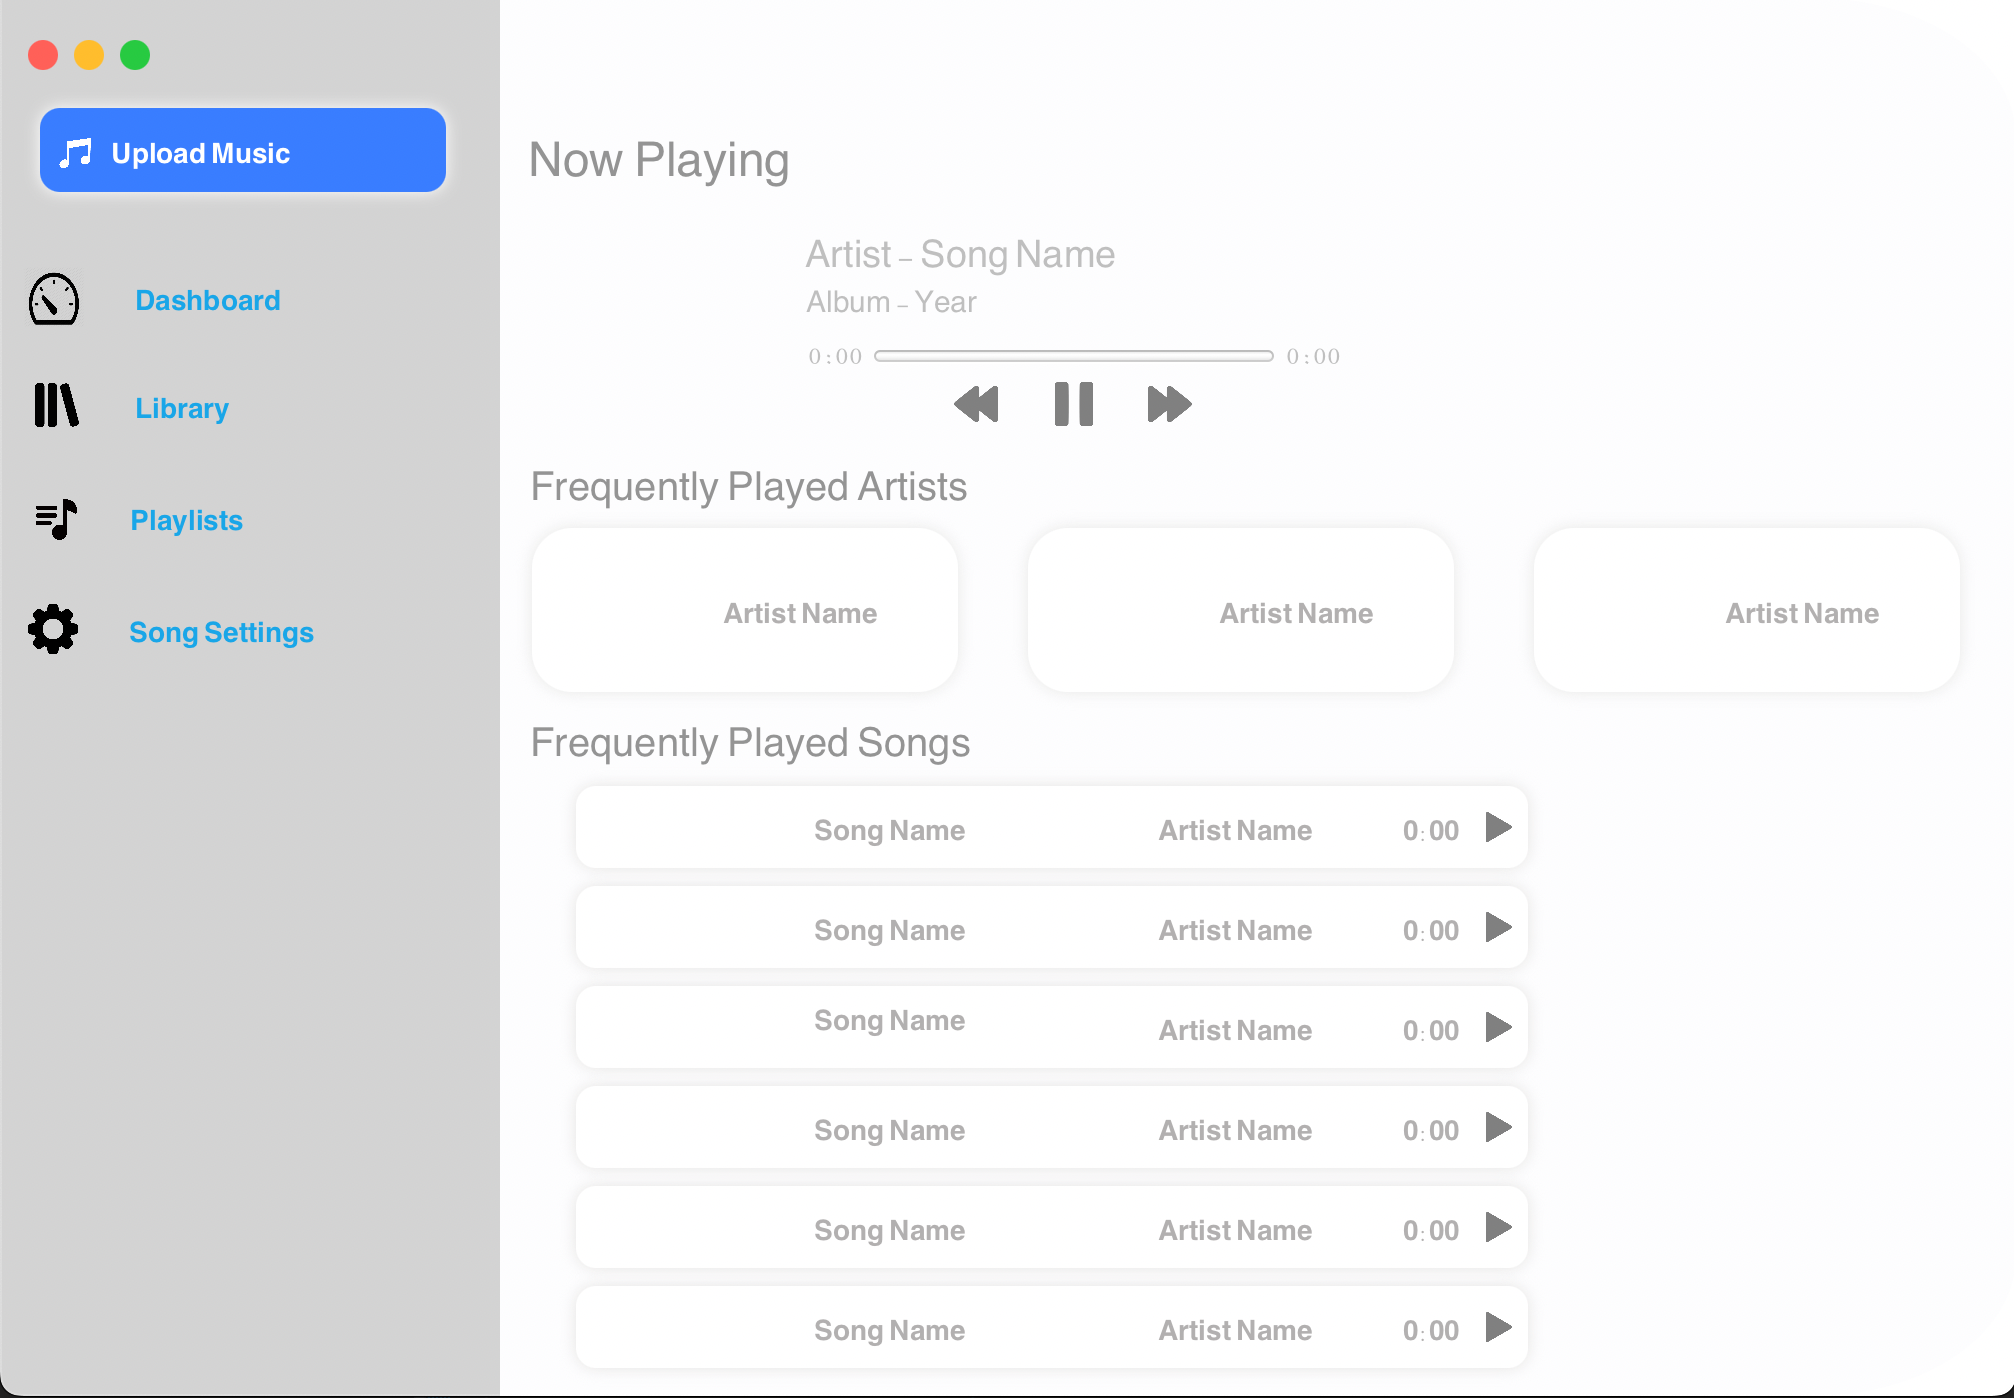 Upload Music
Dashboard
Library
Playlists
Song Settings
Now Playing
Artist – Song Name
Album – Year
0:00 0:00
Frequently Played Artists
Artist Name Artist Name Artist Name
Frequently Played Songs
Song Name Artist Name 0:00
Song Name Artist Name 0:00
Song Name Artist Name 0:00
Song Name Artist Name 0:00
Song Name Artist Name 0:00
Song Name Artist Name 0:00